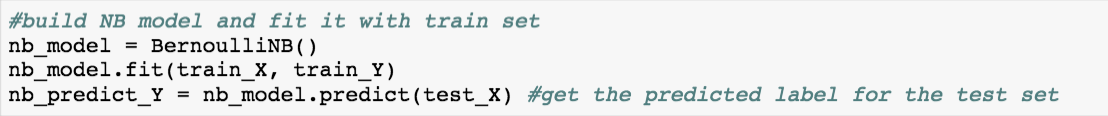 #build NB model and fit it with train set
nb_model = BernoulliNB()
nb_model.fit(train_X, train_Y)
nb_predict_Y = nb_model.predict(test_X) #get the predicted label for the test set